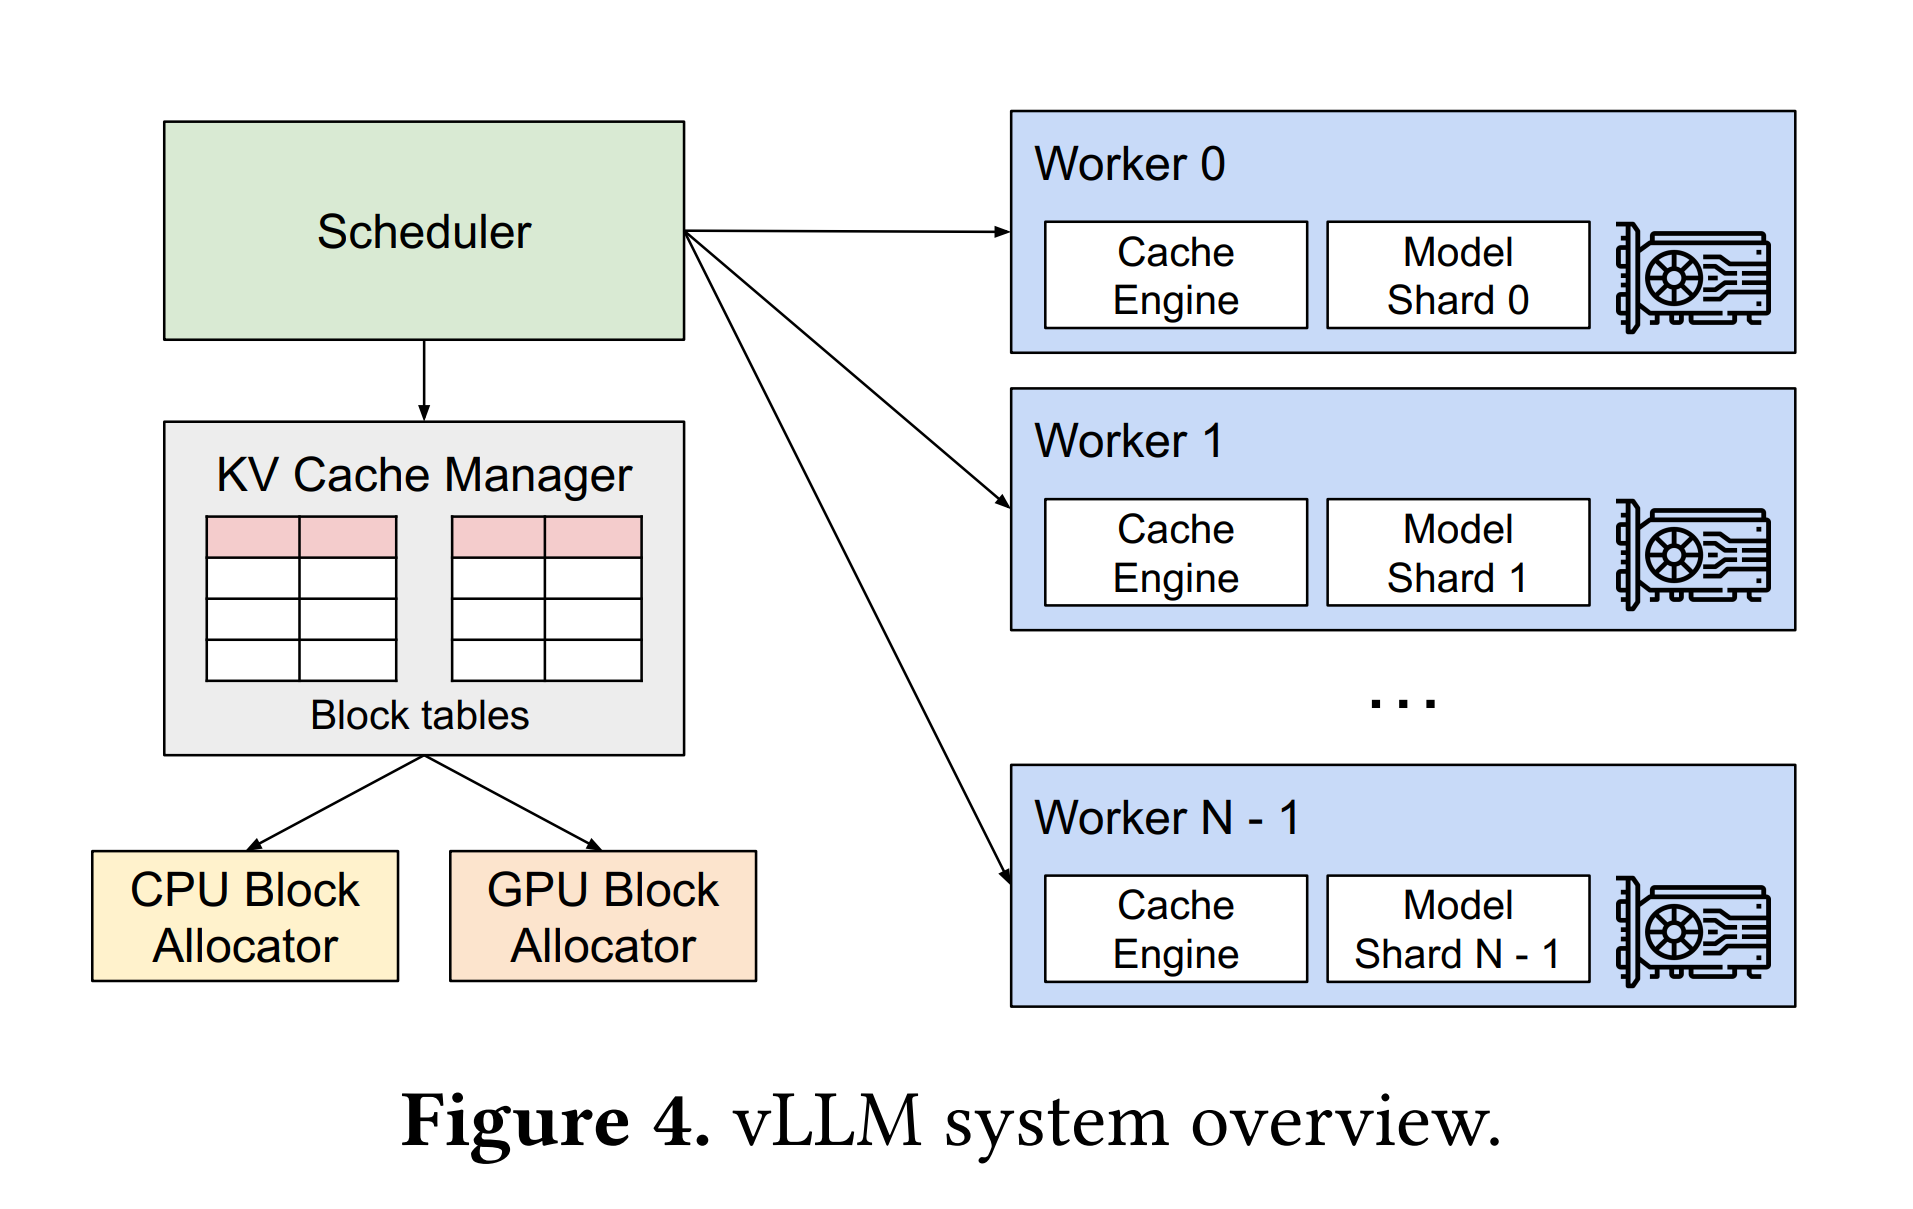 Scheduler
KV Cache Manager
Block tables
CPU Block
Allocator
GPU Block
Allocator
Worker 0
Cache
Engine
Model
Shard 0
Worker 1
Cache
Engine
Model
Shard 1
...
Worker N - 1
Cache
Engine
Model
Shard N - 1
Figure 4. vLLM system overview.